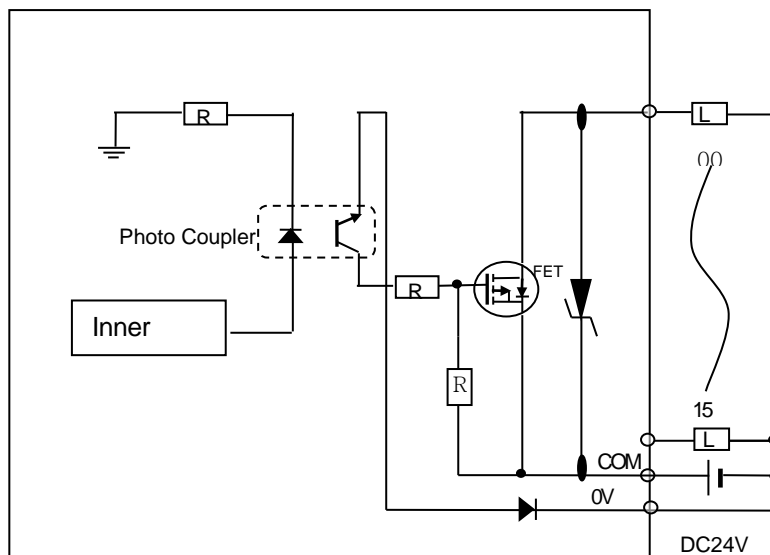 R
L
00
Photo Coupler
FET
R
Inner
R
15
L
COM
0V
DC24V